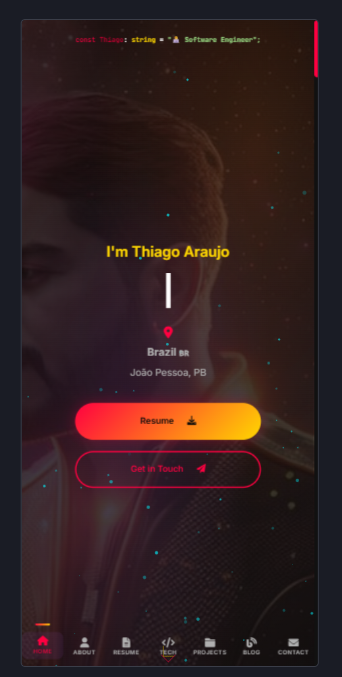 const Thiago: string = "👨‍💻 Software Engineer";
I'm Thiago Araujo
Brazil BR
João Pessoa, PB
Resume
Get in Touch
HOME
ABOUT
RESUME
TECH
PROJECTS
BLOG
CONTACT